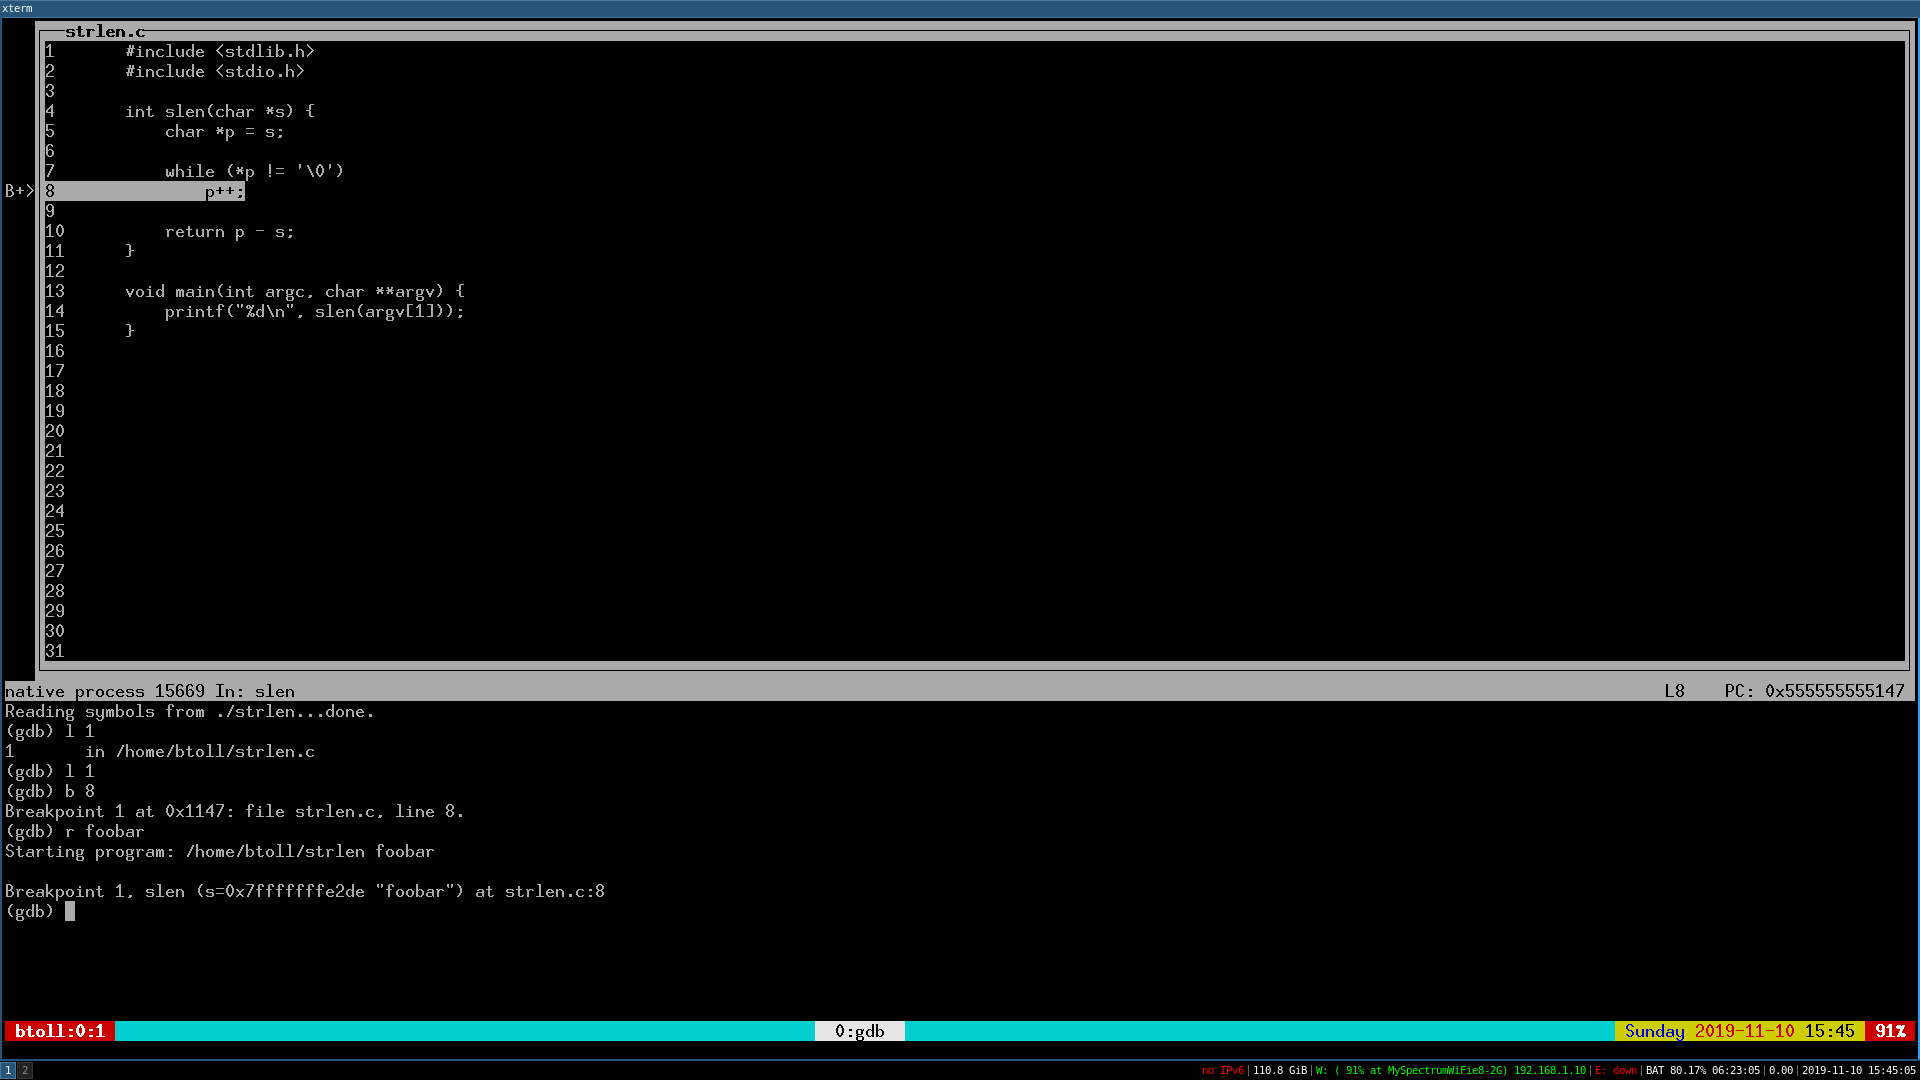 xterm
strlen.c
1 #include <stdlib.h>
2 #include <stdio.h>
3
4 int slen(char *s) {
5 char *p = s;
6
7 while (*p != '\0')
B+> 8 p++;
9
10 return p - s;
11 }
12
13 void main(int argc, char **argv) {
14 printf("%d\n", slen(argv[1]));
15 }
16
17
18
19
20
21
22
23
24
25
26
27
28
29
30
31
native process 15669 In: slen L8 PC: 0x555555555147
Reading symbols from ./strlen...done.
(gdb) l 1
1 in /home/btoll/strlen.c
(gdb) l 1
(gdb) b 8
Breakpoint 1 at 0x1147: file strlen.c, line 8.
(gdb) r foobar
Starting program: /home/btoll/strlen foobar
Breakpoint 1, slen (s=0x7fffffffe2de "foobar") at strlen.c:8
(gdb)
btoll:0:1 0:gdb Sunday 2019-11-10 15:45 91%
1 2 no IPv6|110.8 GiB|W: ( 91% at MySpectrumWiFie8-2G) 192.168.1.10|E: down|BAT 80.17% 06:23:05|0.00|2019-11-10 15:45:05